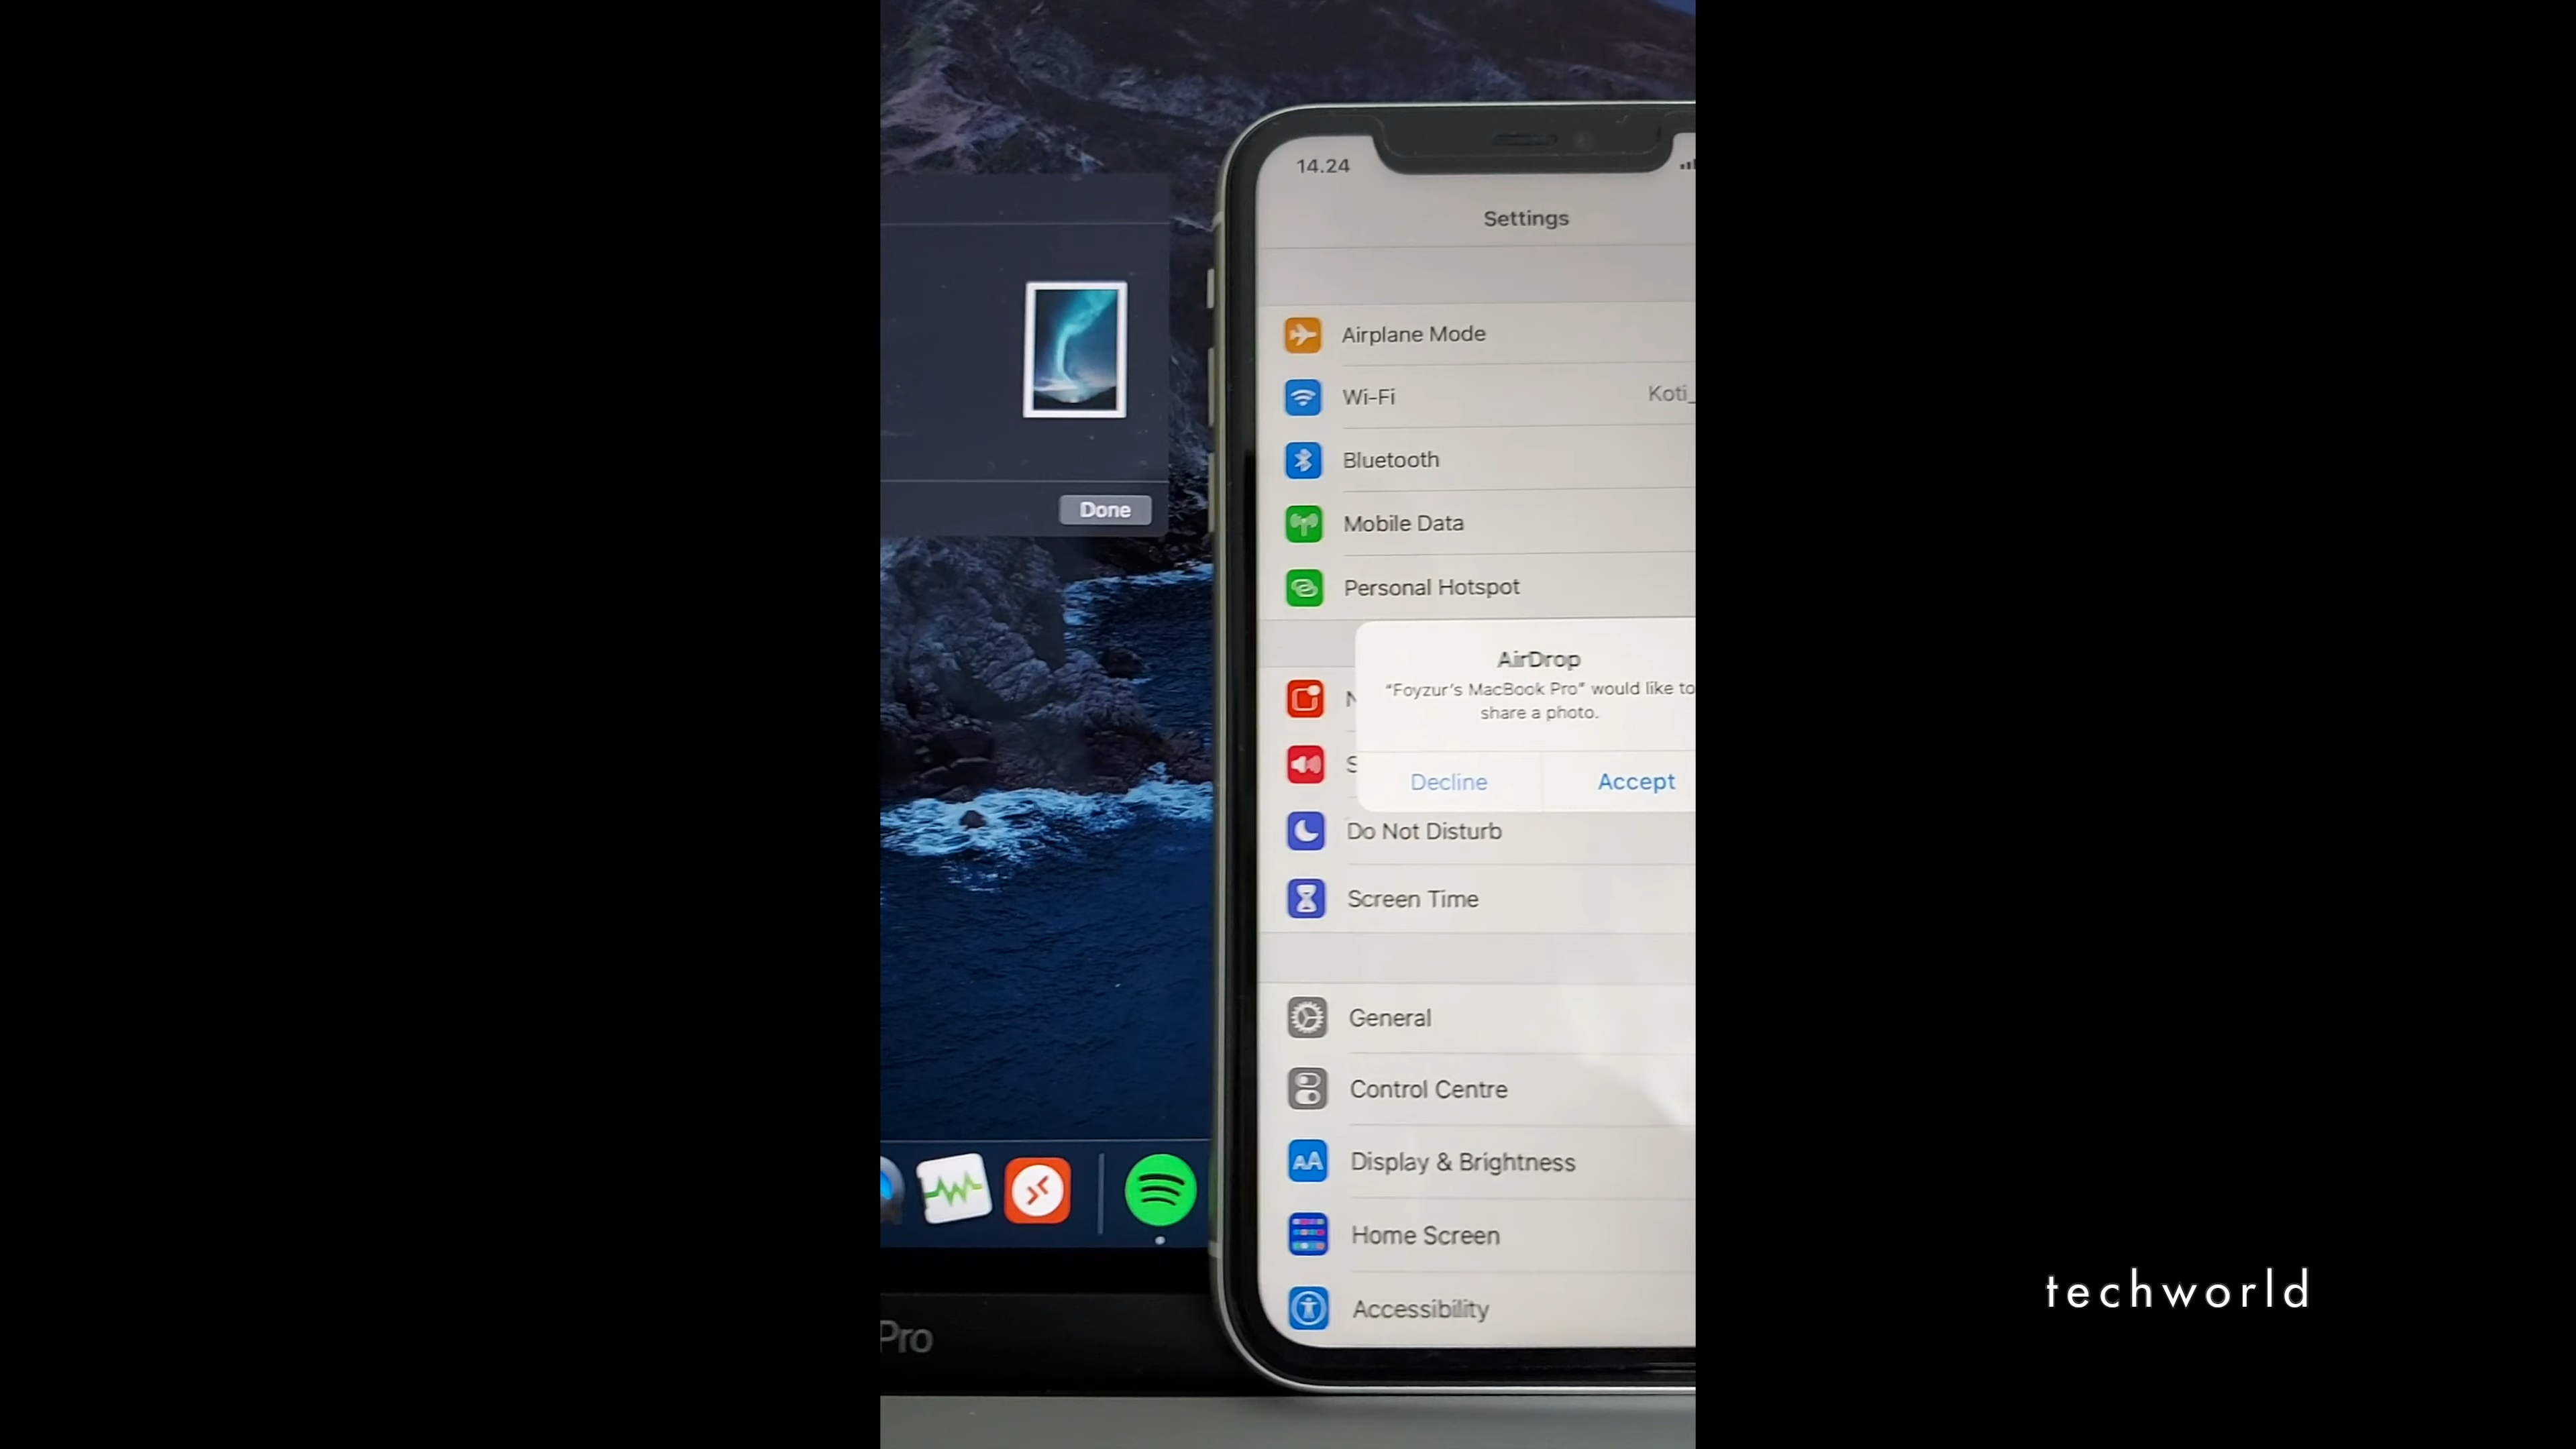 14.24
Settings
Airplane Mode
Wi-Fi Koti_
Bluetooth
Mobile Data
Personal Hotspot
AirDrop
"Foyzur's MacBook Pro" would like to
share a photo.
Decline Accept
N
S
Do Not Disturb
Screen Time
General
Control Centre
AA Display & Brightness
Home Screen
Accessibility
Done
Pro
techworld